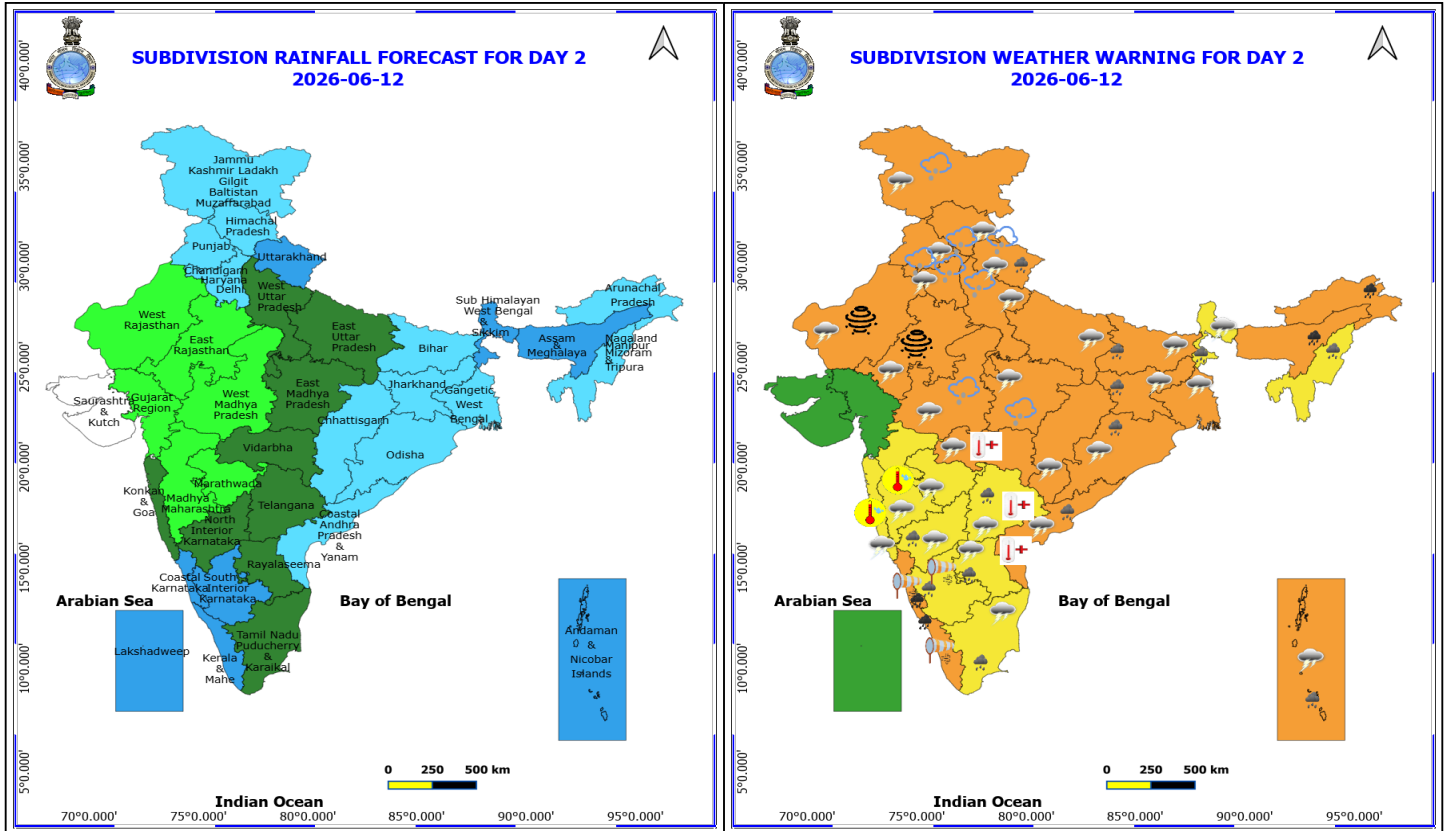 SUBDIVISION RAINFALL FORECAST FOR DAY 2
2026-06-12
40°0.000'
35°0.000'
30°0.000'
25°0.000'
20°0.000'
15°0.000'
10°0.000'
5°0.000'
Jammu
Kashmir Ladakh
Gilgit
Baltistan
Muzaffarabad
Himachal
Pradesh
Punjab
Uttarakhand
Chandigarh
Haryana
Delhi
West
Uttar
Pradesh
Arunachal
Pradesh
Sub Himalayan
West Bengal
&
Sikkim
West
Rajasthan
East
Rajasthan
East
Uttar
Pradesh
Bihar
Assam
&
Meghalaya
Nagaland
Manipur
Mizoram
&
Tripura
Saurashtra
&
Kutch
Gujarat
Region
West
Madhya
Pradesh
East
Madhya
Pradesh
Jharkhand
Gangetic
West
Bengal
Chhattisgarh
Vidarbha
Odisha
Konkan
&
Goa
Marathwada
Madhya
Maharashtra
Telangana
North
Interior
Karnataka
Coastal
Andhra
Pradesh
&
Yanam
Rayalaseema
Coastal
Karnataka
South
Interior
Karnataka
Arabian Sea
Bay of Bengal
Lakshadweep
Tamil Nadu
Puducherry
&
Karaikal
Kerala
&
Mahe
Andaman
&
Nicobar
Islands
0 250 500 km
Indian Ocean
70°0.000' 75°0.000' 80°0.000' 85°0.000' 90°0.000' 95°0.000'
SUBDIVISION WEATHER WARNING FOR DAY 2
2026-06-12
40°0.000'
35°0.000'
30°0.000'
25°0.000'
20°0.000'
15°0.000'
10°0.000'
5°0.000'
Arabian Sea
Bay of Bengal
0 250 500 km
Indian Ocean
70°0.000' 75°0.000' 80°0.000' 85°0.000' 90°0.000' 95°0.000'